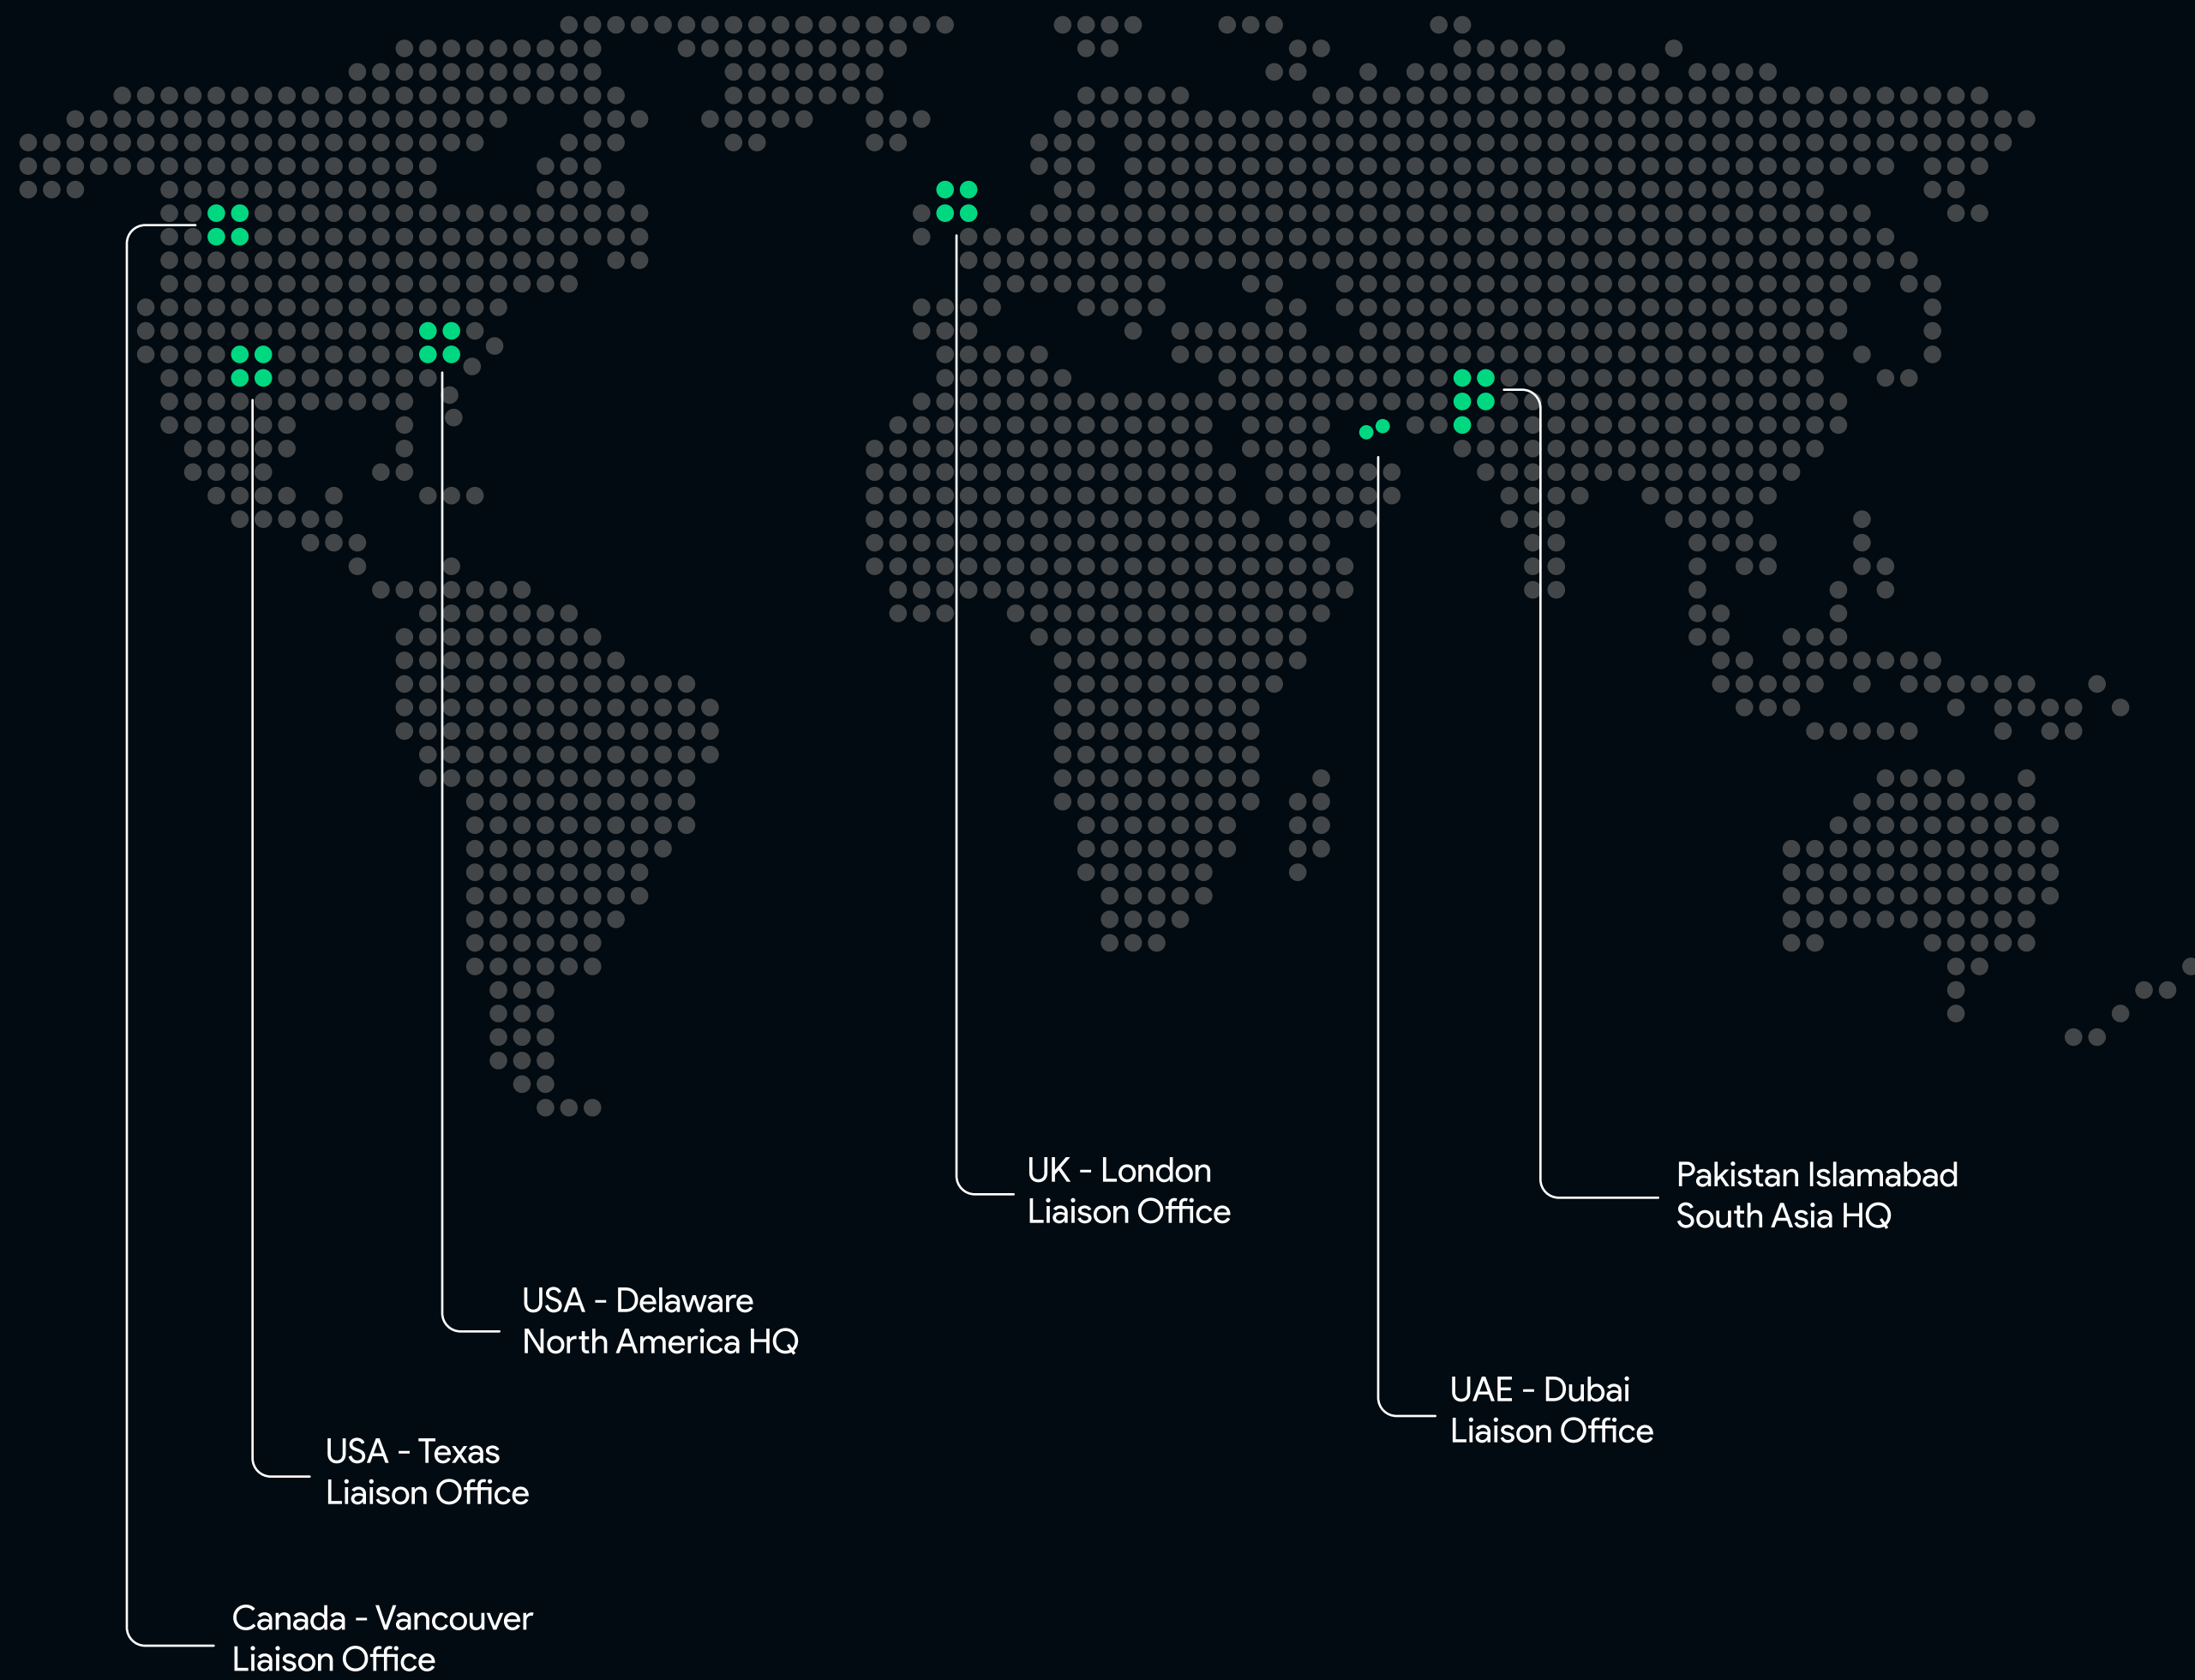 UK - London
Liaison Office
Pakistan Islamabad
South Asia HQ
USA - Delaware
North America HQ
UAE - Dubai
Liaison Office
USA - Texas
Liaison Office
Canada - Vancouver
Liaison Office